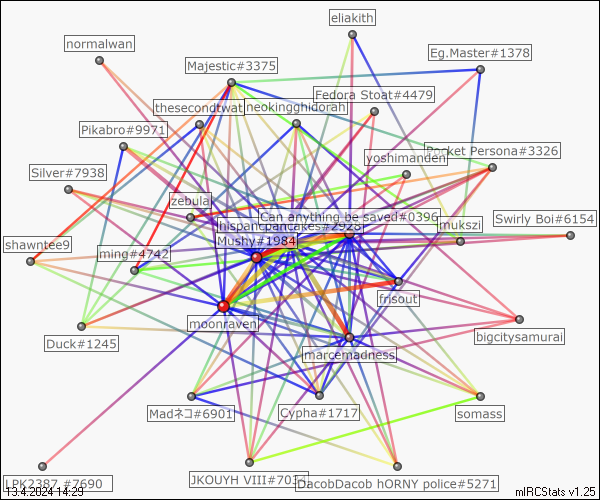 eliakith
normalwan
Eg.Master#1378
Majestic#3375
Fedora Stoat#4479
thesecondtwat
neokingghidorah
Pikabro#9971
Pocket Persona#3326
yoshimanden
Silver#7938
zebulai
Can anything be saved#0396
Swirly Boi#6154
hispancpancakes#2928
mukszi
Mushy#1984
shawntee9
ming#4742
frisout
moonraven
bigcitysamurai
Duck#1245
marcemadness
Madネコ#6901
Cypha#1717
somass
LPK2387 #7690
JKOUYH VIII#703
DacobDacob hORNY police#5271
13.4.2024 14:29
mIRCStats v1.25